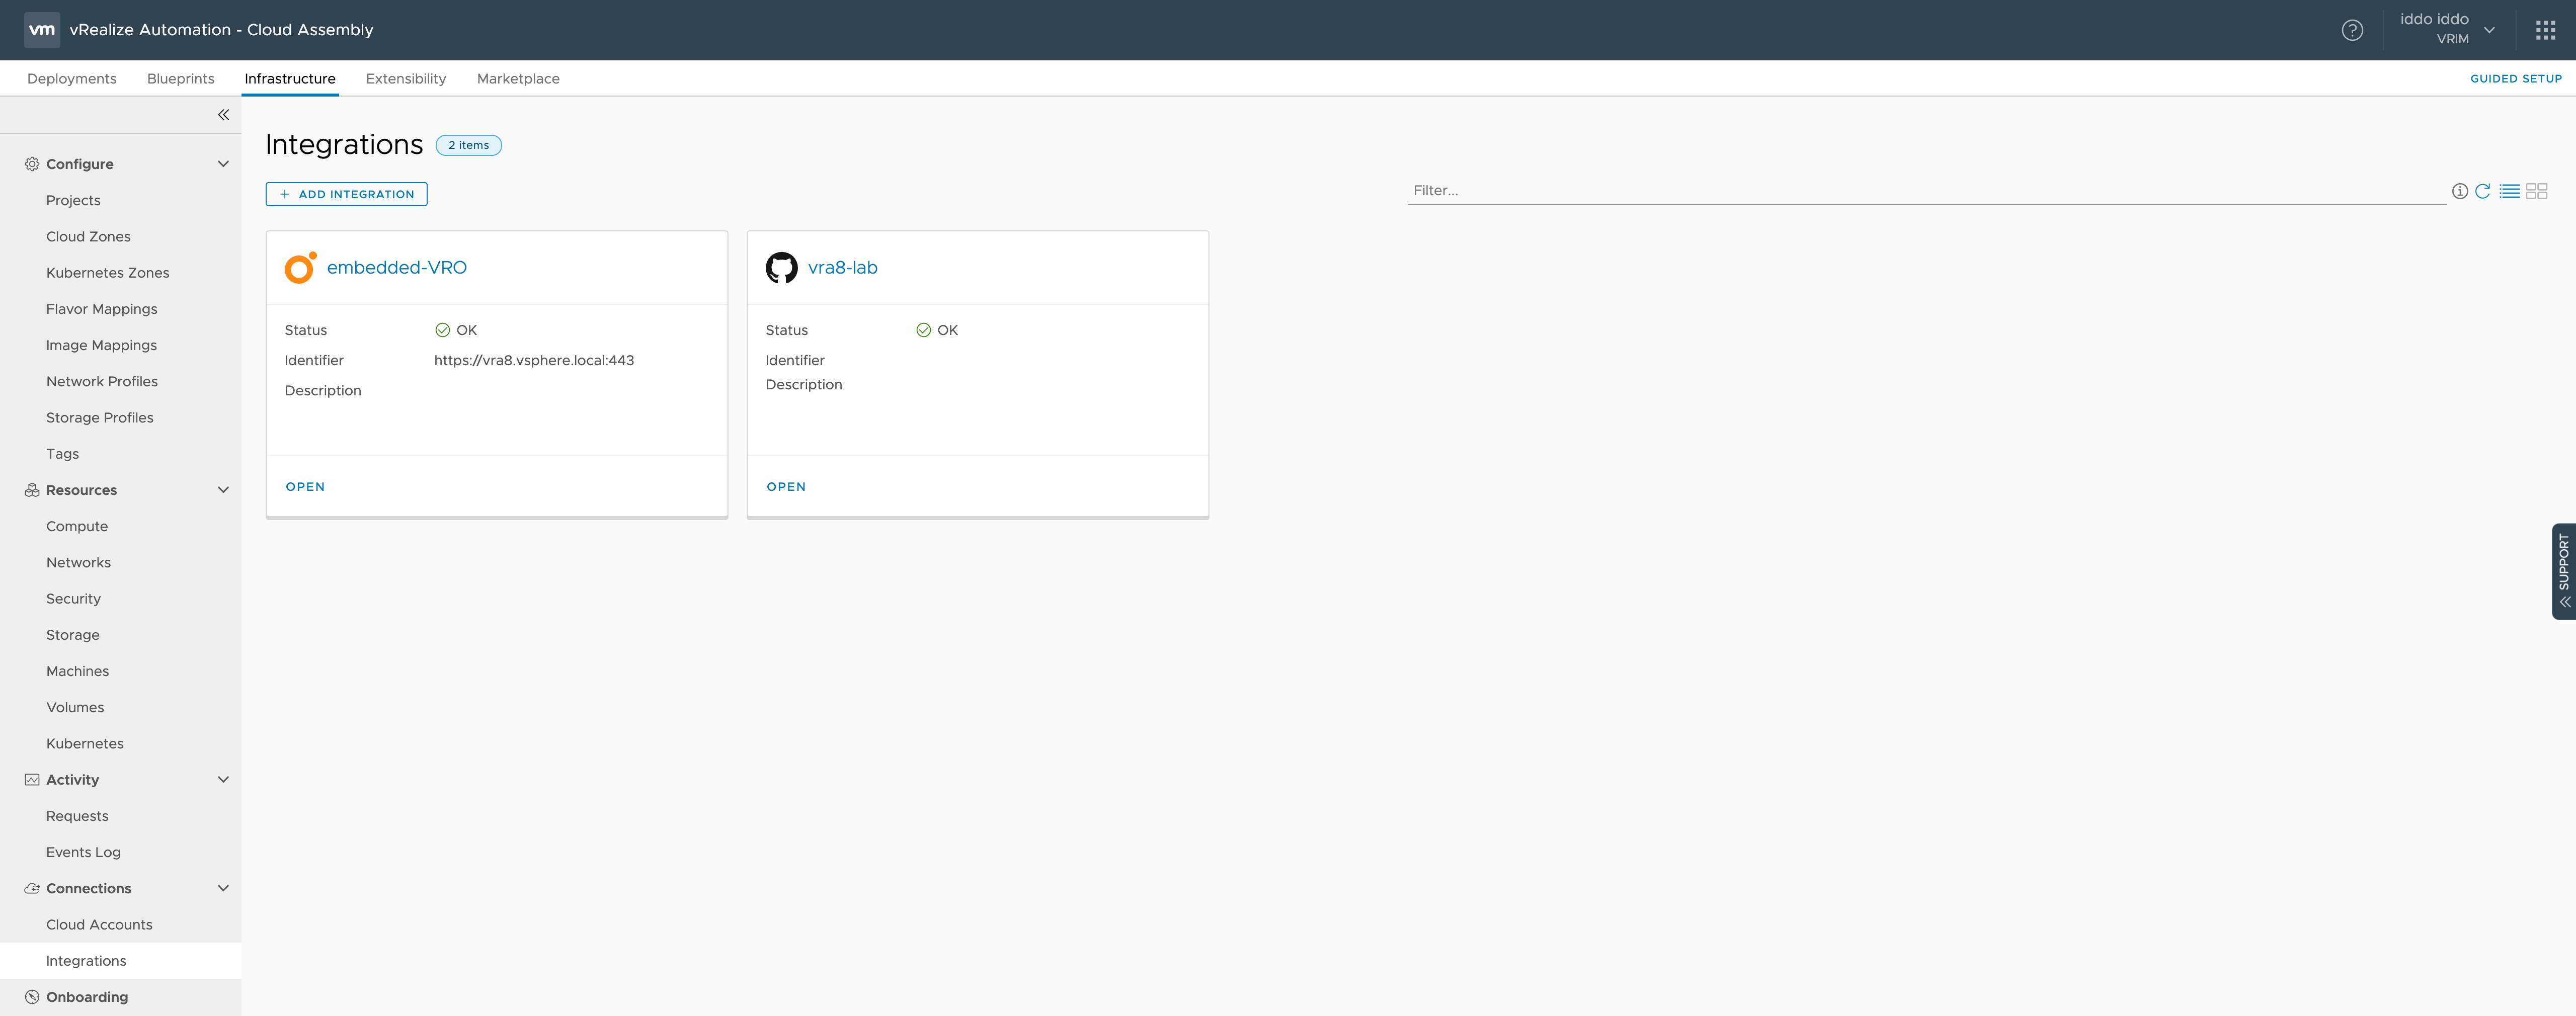 vm vRealize Automation - Cloud Assembly
iddo iddo
VRIM
Deployments Blueprints Infrastructure Extensibility Marketplace GUIDED SETUP
Configure
Projects
Cloud Zones
Kubernetes Zones
Flavor Mappings
Image Mappings
Network Profiles
Storage Profiles
Tags
Resources
Compute
Networks
Security
Storage
Machines
Volumes
Kubernetes
Activity
Requests
Events Log
Connections
Cloud Accounts
Integrations
Onboarding
Integrations 2 items
+ ADD INTEGRATION
Filter...
embedded-VRO
Status OK
Identifier https://vra8.vsphere.local:443
Description
OPEN
vra8-lab
Status OK
Identifier
Description
OPEN
SUPPORT